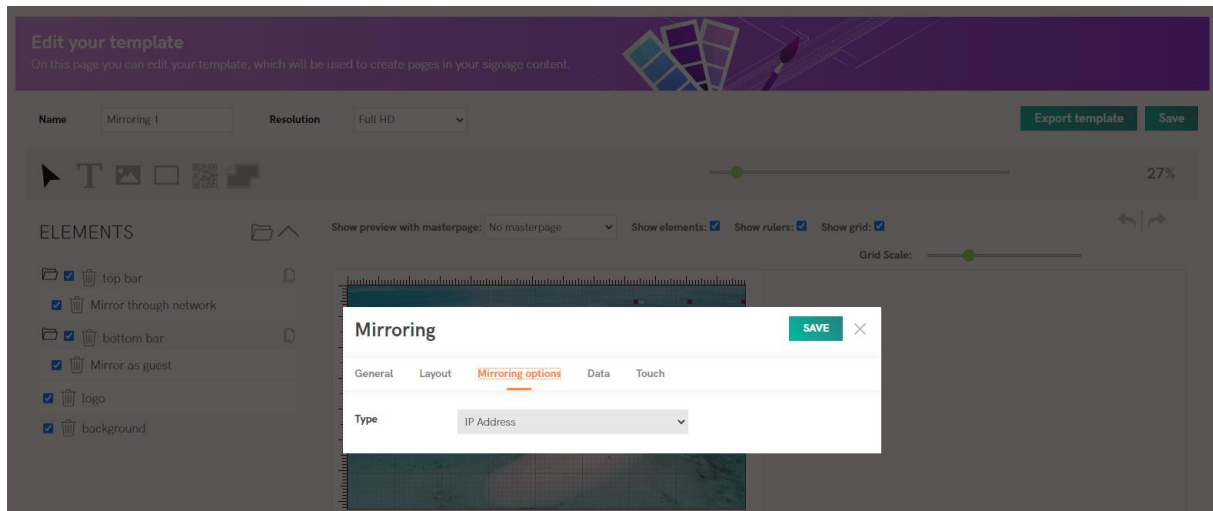 Edit your template
On this page you can edit your template, which will be used to create pages in your signage content.
Name Mirroring 1 Resolution Full HD Export template Save
27%
ELEMENTS Show preview with masterpage: No masterpage Show elements: Show rulers: Show grid:
Grid Scale:
top bar
Mirror through network
bottom bar
Mirror as guest
logo
background
Mirroring SAVE
General Layout Mirroring options Data Touch
Type IP Address